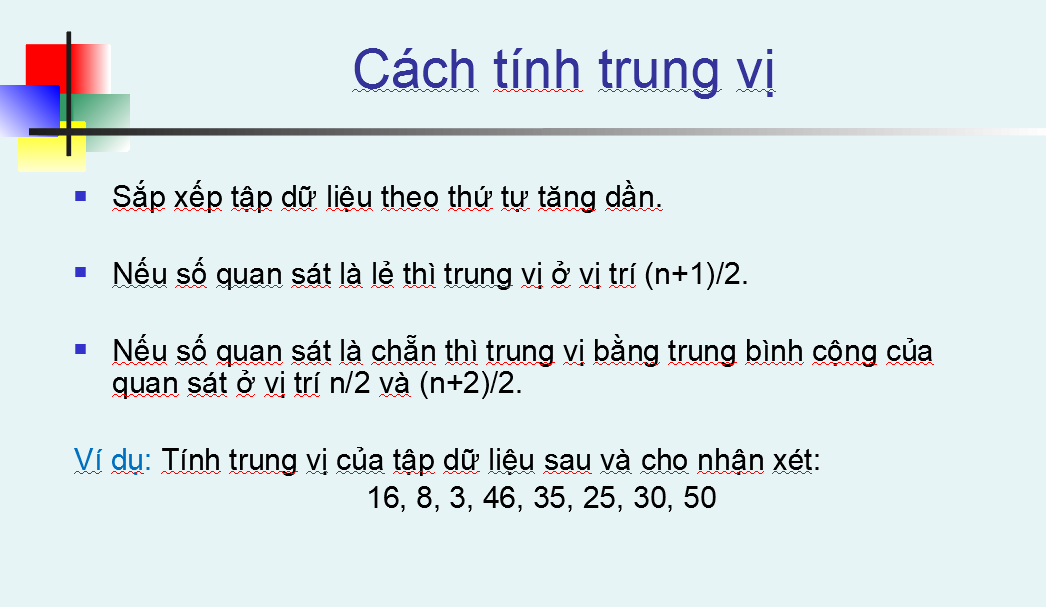 Cách tính trung vị
Sắp xếp tập dữ liệu theo thứ tự tăng dần.
Nếu số quan sát là lẻ thì trung vị ở vị trí (n+1)/2.
Nếu số quan sát là chẵn thì trung vị bằng trung bình cộng của
quan sát ở vị trí n/2 và (n+2)/2.
Ví dụ: Tính trung vị của tập dữ liệu sau và cho nhận xét:
16, 8, 3, 46, 35, 25, 30, 50